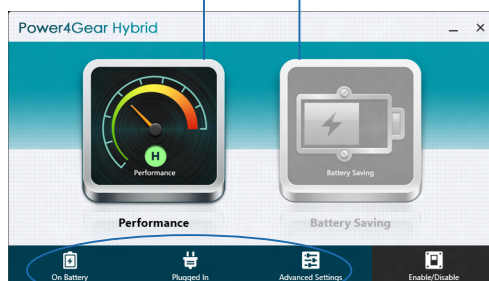 Power4Gear Hybrid
H
Performance
Battery Saving
Performance
Battery Saving
On Battery
Plugged In
Advanced Settings
Enable/Disable